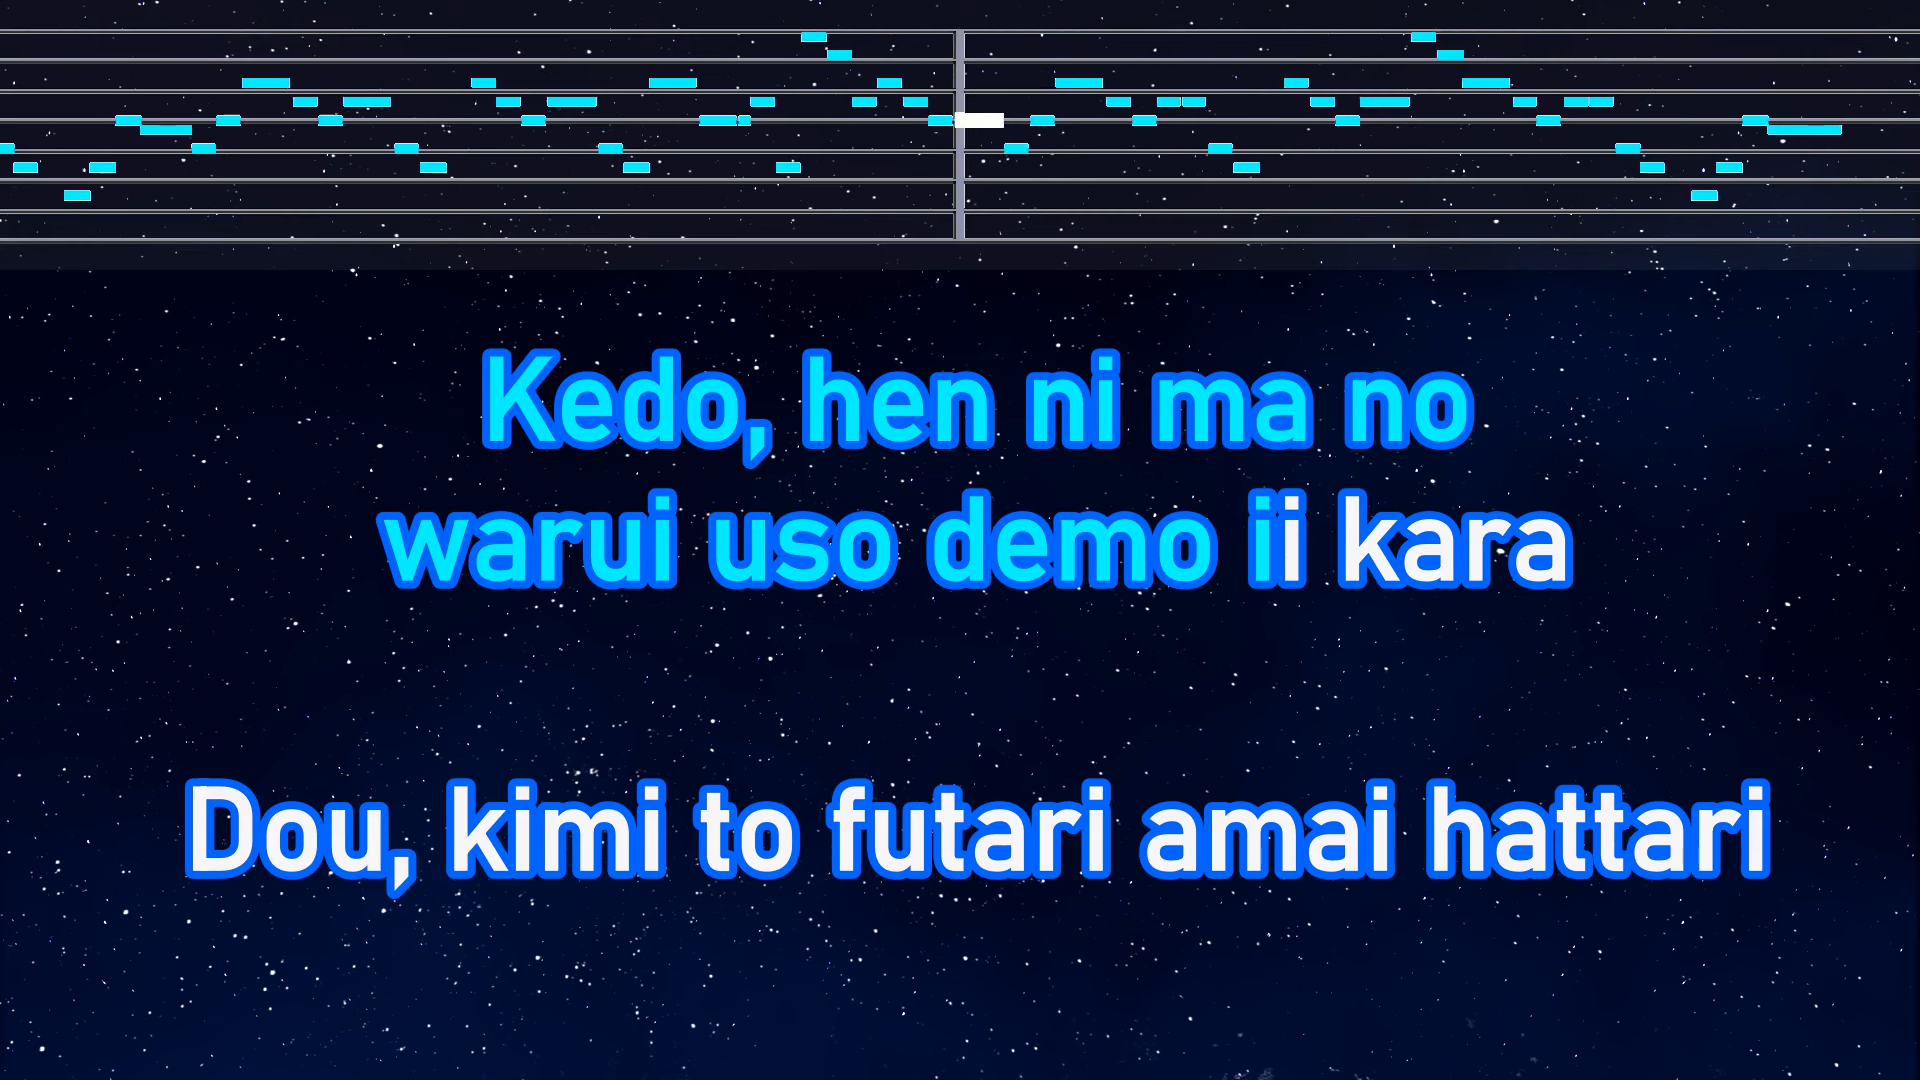 Kedo, hen ni ma no
warui uso demo ii kara
Dou, kimi to futari amai hattari